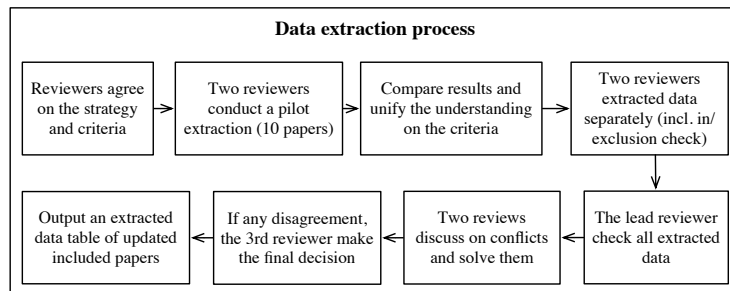 Data extraction process
Reviewers agree
on the strategy
and criteria
Two reviewers
conduct a pilot
extraction (10 papers)
Compare results and
unify the understanding
on the criteria
Two reviewers
extracted data
separately (incl. in/
exclusion check)
The lead reviewer
check all extracted
data
Two reviews
discuss on conflicts
and solve them
If any disagreement,
the 3rd reviewer make
the final decision
Output an extracted
data table of updated
included papers